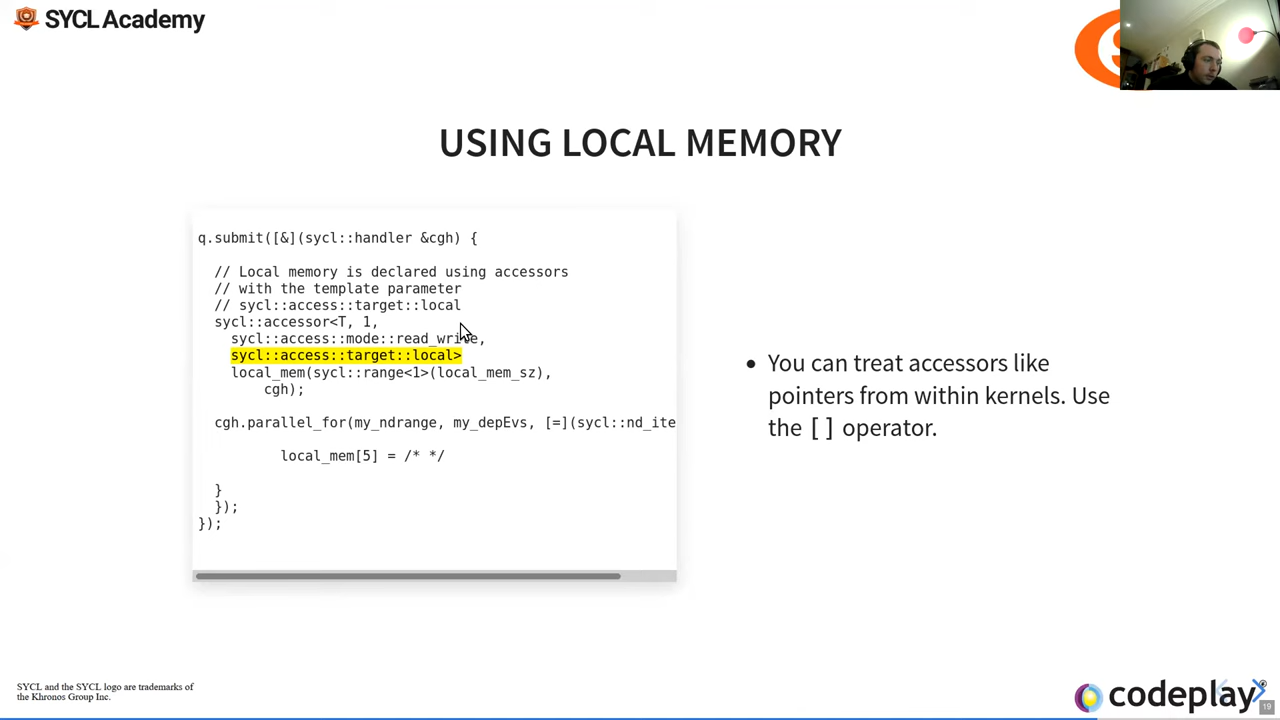 SYCL Academy
USING LOCAL MEMORY
q.submit([&](sycl::handler &cgh) {
// Local memory is declared using accessors
// with the template parameter
// sycl::access::target::local
sycl::accessor<T, 1,
sycl::access::mode::read_write,
sycl::access::target::local>
local_mem(sycl::range<1>(local_mem_sz),
cgh);
cgh.parallel_for(my_ndrange, my_depEvs, [=](sycl::nd_ite
local_mem[5] = /* */
}
});
});
• You can treat accessors like
pointers from within kernels. Use
the [] operator.
SYCL and the SYCL logo are trademarks of
the Khronos Group Inc.
codeplay
19